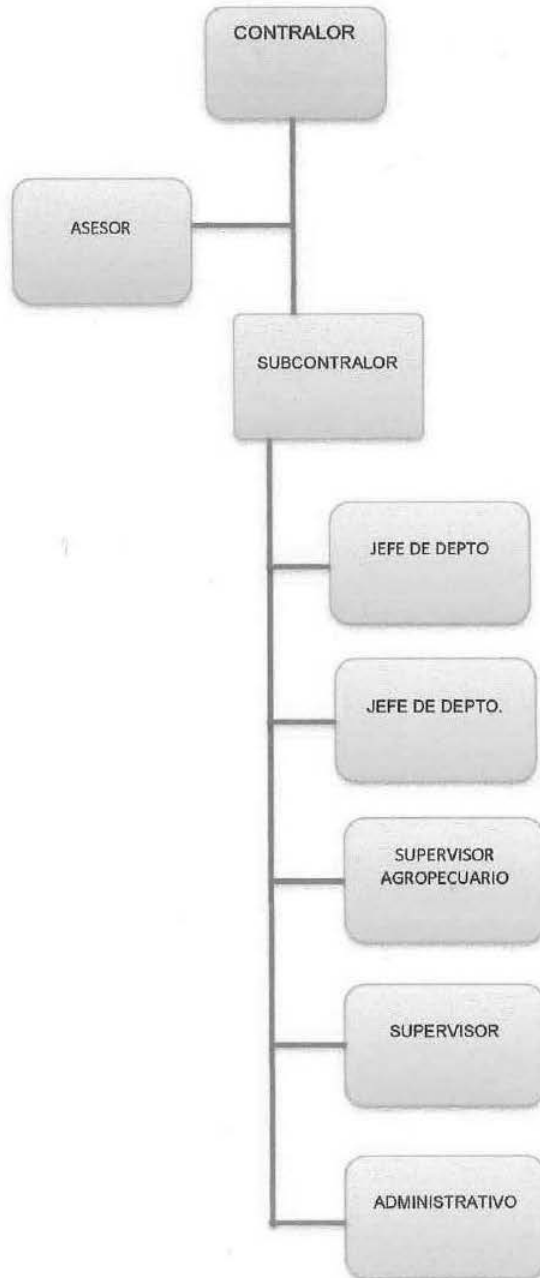 CONTRALOR
ASESOR
SUBCONTRALOR
JEFE DE DEPTO
JEFE DE DEPTO.
SUPERVISOR
AGROPECUARIO
SUPERVISOR
ADMINISTRATIVO